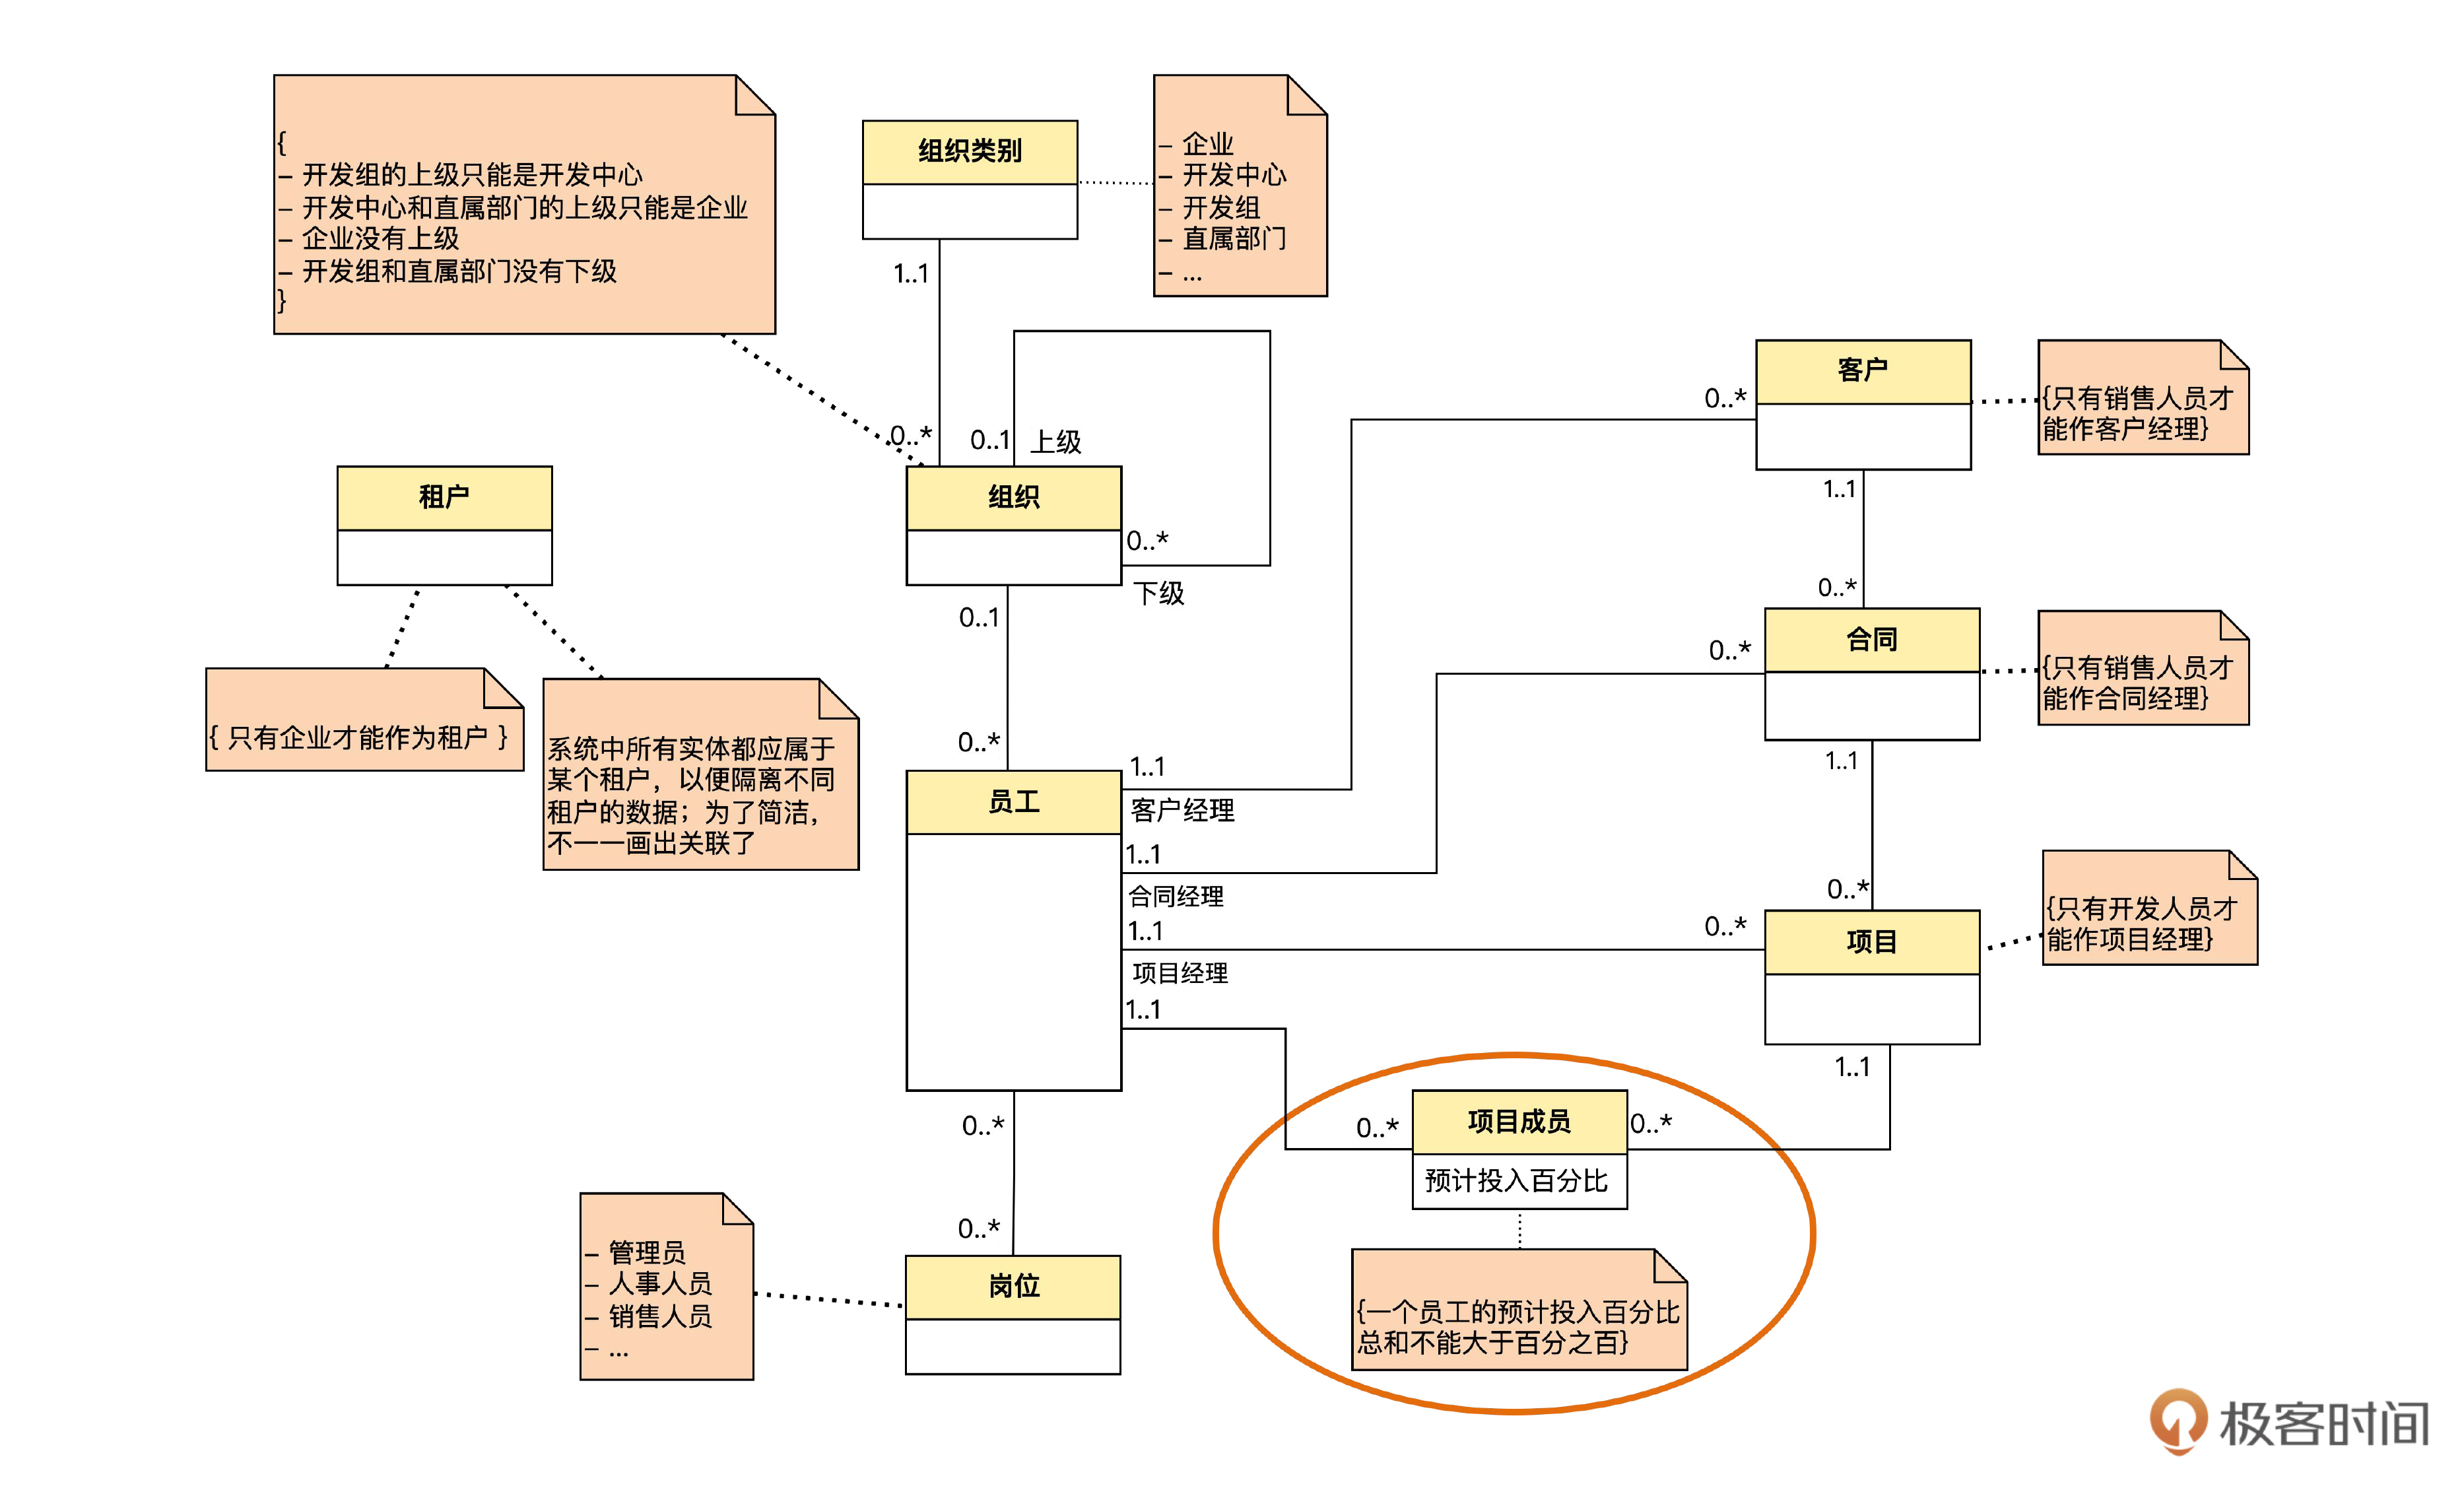 {
– 开发组的上级只能是开发中心
– 开发中心和直属部门的上级只能是企业
– 企业没有上级
– 开发组和直属部门没有下级
}
组织类别
– 企业
– 开发中心
– 开发组
– 直属部门
– ...
1..1
0..*
0..1
上级
组织
0..*
下级
0..1
0..*
租户
{ 只有企业才能作为租户 }
系统中所有实体都应属于
某个租户，以便隔离不同
租户的数据；为了简洁，
不一一画出关联了
客户
{只有销售人员才
能作客户经理}
0..*
1..1
0..*
合同
{只有销售人员才
能作合同经理}
0..*
1..1
0..*
项目
{只有开发人员才
能作项目经理}
0..*
1..1
员工
1..1
客户经理
1..1
合同经理
1..1
项目经理
1..1
0..*
项目成员
0..*
预计投入百分比
{一个员工的预计投入百分比
总和不能大于百分之百}
0..*
0..*
岗位
– 管理员
– 人事人员
– 销售人员
– ...
极客时间